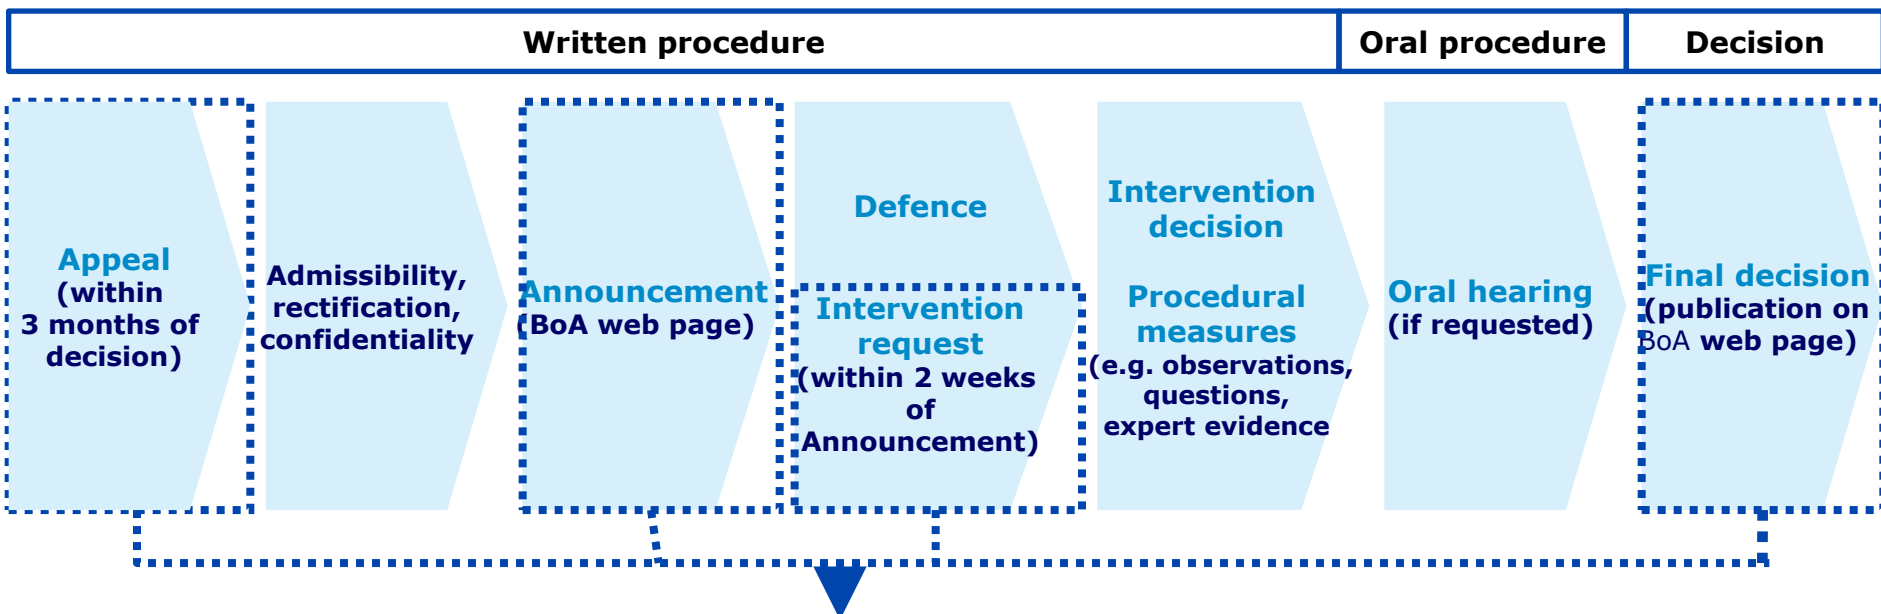 Written procedure
Oral procedure
Decision
Appeal
(within
3 months of
decision)
Admissibility,
rectification,
confidentiality
Announcement
(BoA web page)
Defence
Intervention
request
(within 2 weeks
of
Announcement)
Intervention
decision
Procedural
measures
(e.g. observations,
questions,
expert evidence
Oral hearing
(if requested)
Final decision
(publication on
BoA web page)